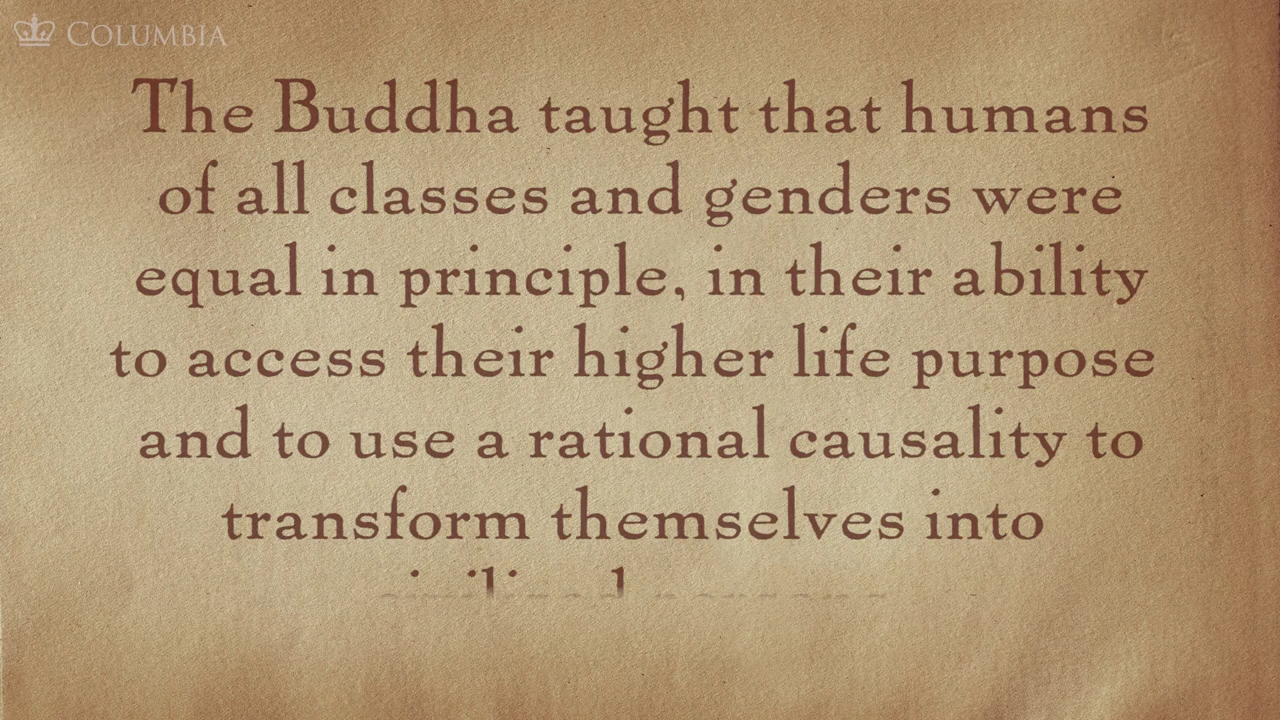 COLUMBIA
The Buddha taught that humans
of all classes and genders were
equal in principle, in their ability
to access their higher life purpose
and to use a rational causality to
transform themselves into